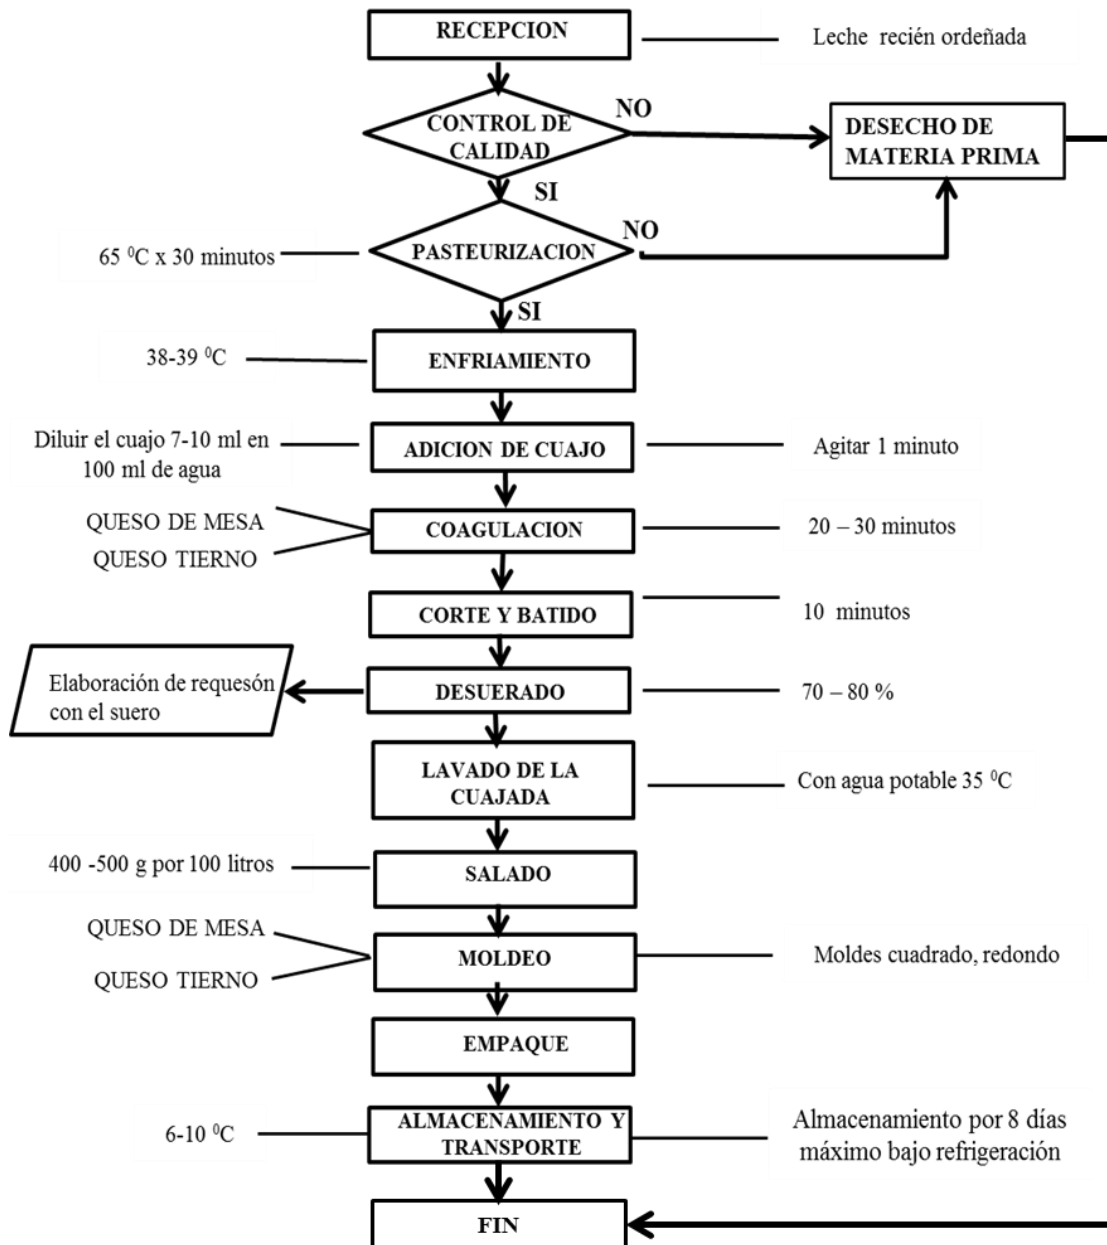 RECEPCION
Leche recién ordeñada
NO
CONTROL DE
CALIDAD
DESECHO DE
MATERIA PRIMA
SI
NO
PASTEURIZACION
65 ⁰C x 30 minutos
SI
38-39 ⁰C
ENFRIAMIENTO
Diluir el cuajo 7-10 ml en
100 ml de agua
ADICION DE CUAJO
Agitar 1 minuto
QUESO DE MESA
QUESO TIERNO
COAGULACION
20 – 30 minutos
CORTE Y BATIDO
10 minutos
Elaboración de requesón
con el suero
DESUERADO
70 – 80 %
LAVADO DE LA
CUAJADA
Con agua potable 35 ⁰C
400 -500 g por 100 litros
SALADO
QUESO DE MESA
QUESO TIERNO
MOLDEO
Moldes cuadrado, redondo
EMPAQUE
6-10 ⁰C
ALMACENAMIENTO Y
TRANSPORTE
Almacenamiento por 8 días
máximo bajo refrigeración
FIN